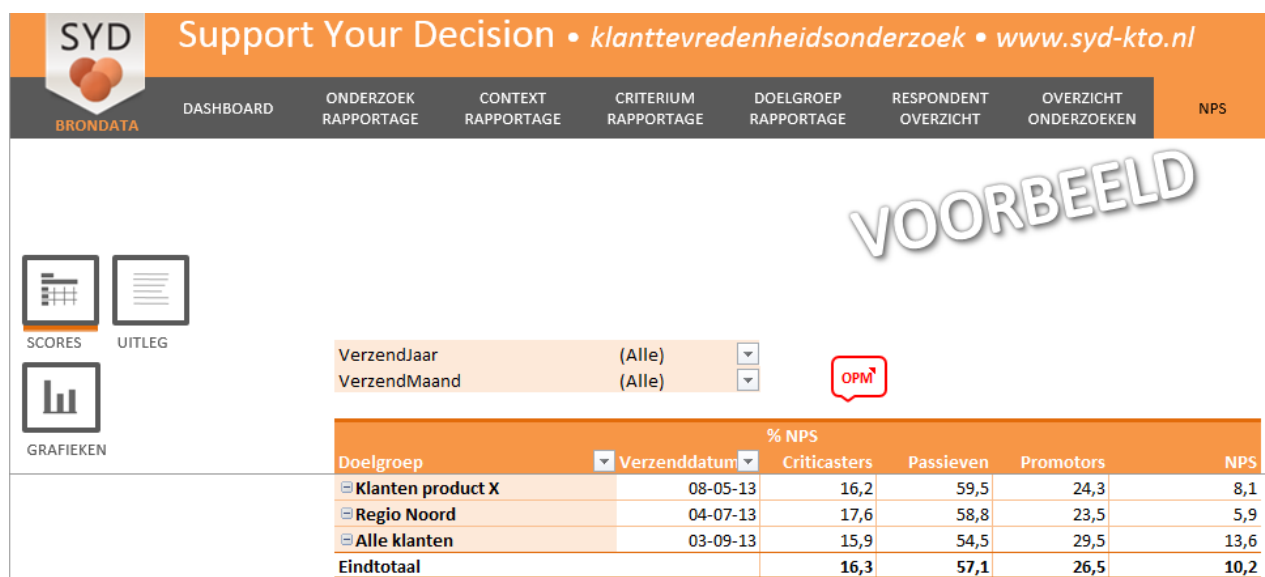 SYD
Support Your Decision • klanttevredenheidsonderzoek • www.syd-kto.nl
BRONDATA
DASHBOARD
ONDERZOEK
RAPPORTAGE
CONTEXT
RAPPORTAGE
CRITERIUM
RAPPORTAGE
DOELGROEP
RAPPORTAGE
RESPONDENT
OVERZICHT
OVERZICHT
ONDERZOEKEN
NPS
VOORBEELD
SCORES UITLEG
GRAFIEKEN
VerzendJaar (Alle)
VerzendMaand (Alle)
OPM
% NPS
Doelgroep Verzenddatum Criticasters Passieven Promotors NPS
Klanten product X 08-05-13 16,2 59,5 24,3 8,1
Regio Noord 04-07-13 17,6 58,8 23,5 5,9
Alle klanten 03-09-13 15,9 54,5 29,5 13,6
Eindtotaal 16,3 57,1 26,5 10,2